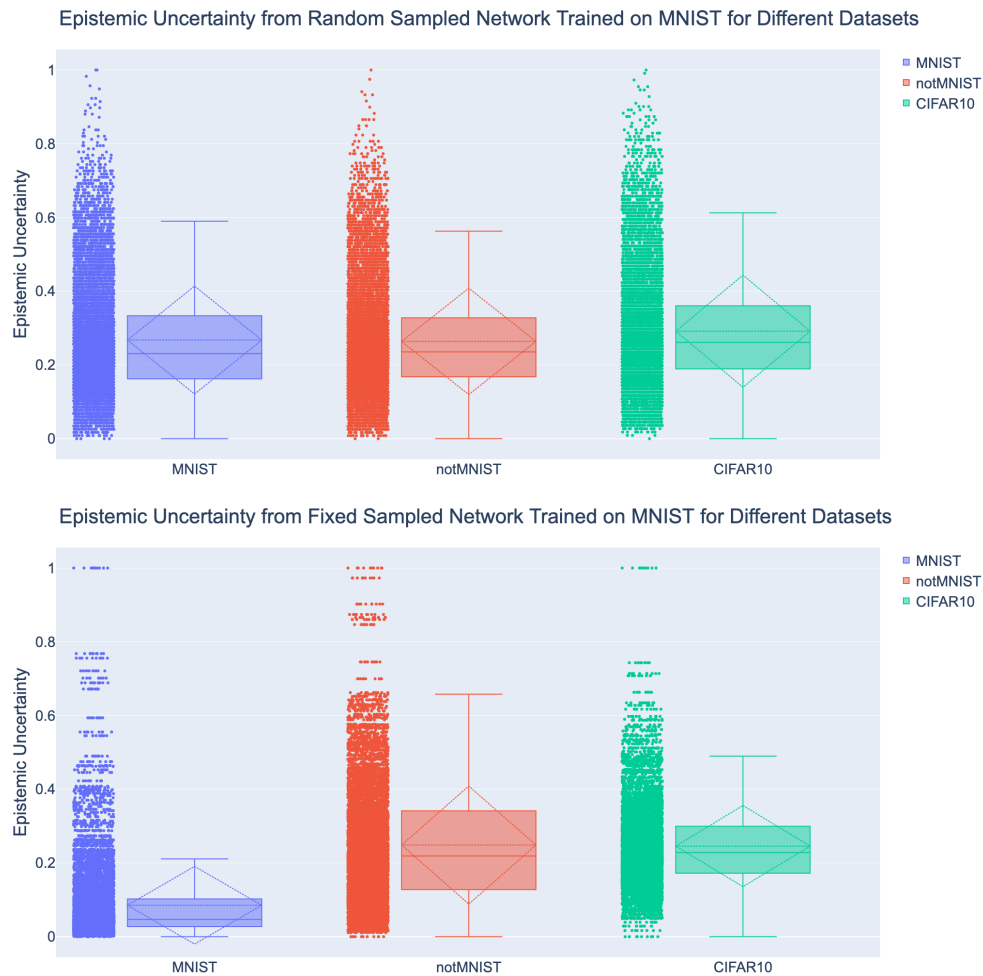 Epistemic Uncertainty from Random Sampled Network Trained on MNIST for Different Datasets
MNIST
notMNIST
CIFAR10
Epistemic Uncertainty
1
0.8
0.6
0.4
0.2
0
MNIST notMNIST CIFAR10
Epistemic Uncertainty from Fixed Sampled Network Trained on MNIST for Different Datasets
MNIST
notMNIST
CIFAR10
Epistemic Uncertainty
1
0.8
0.6
0.4
0.2
0
MNIST notMNIST CIFAR10